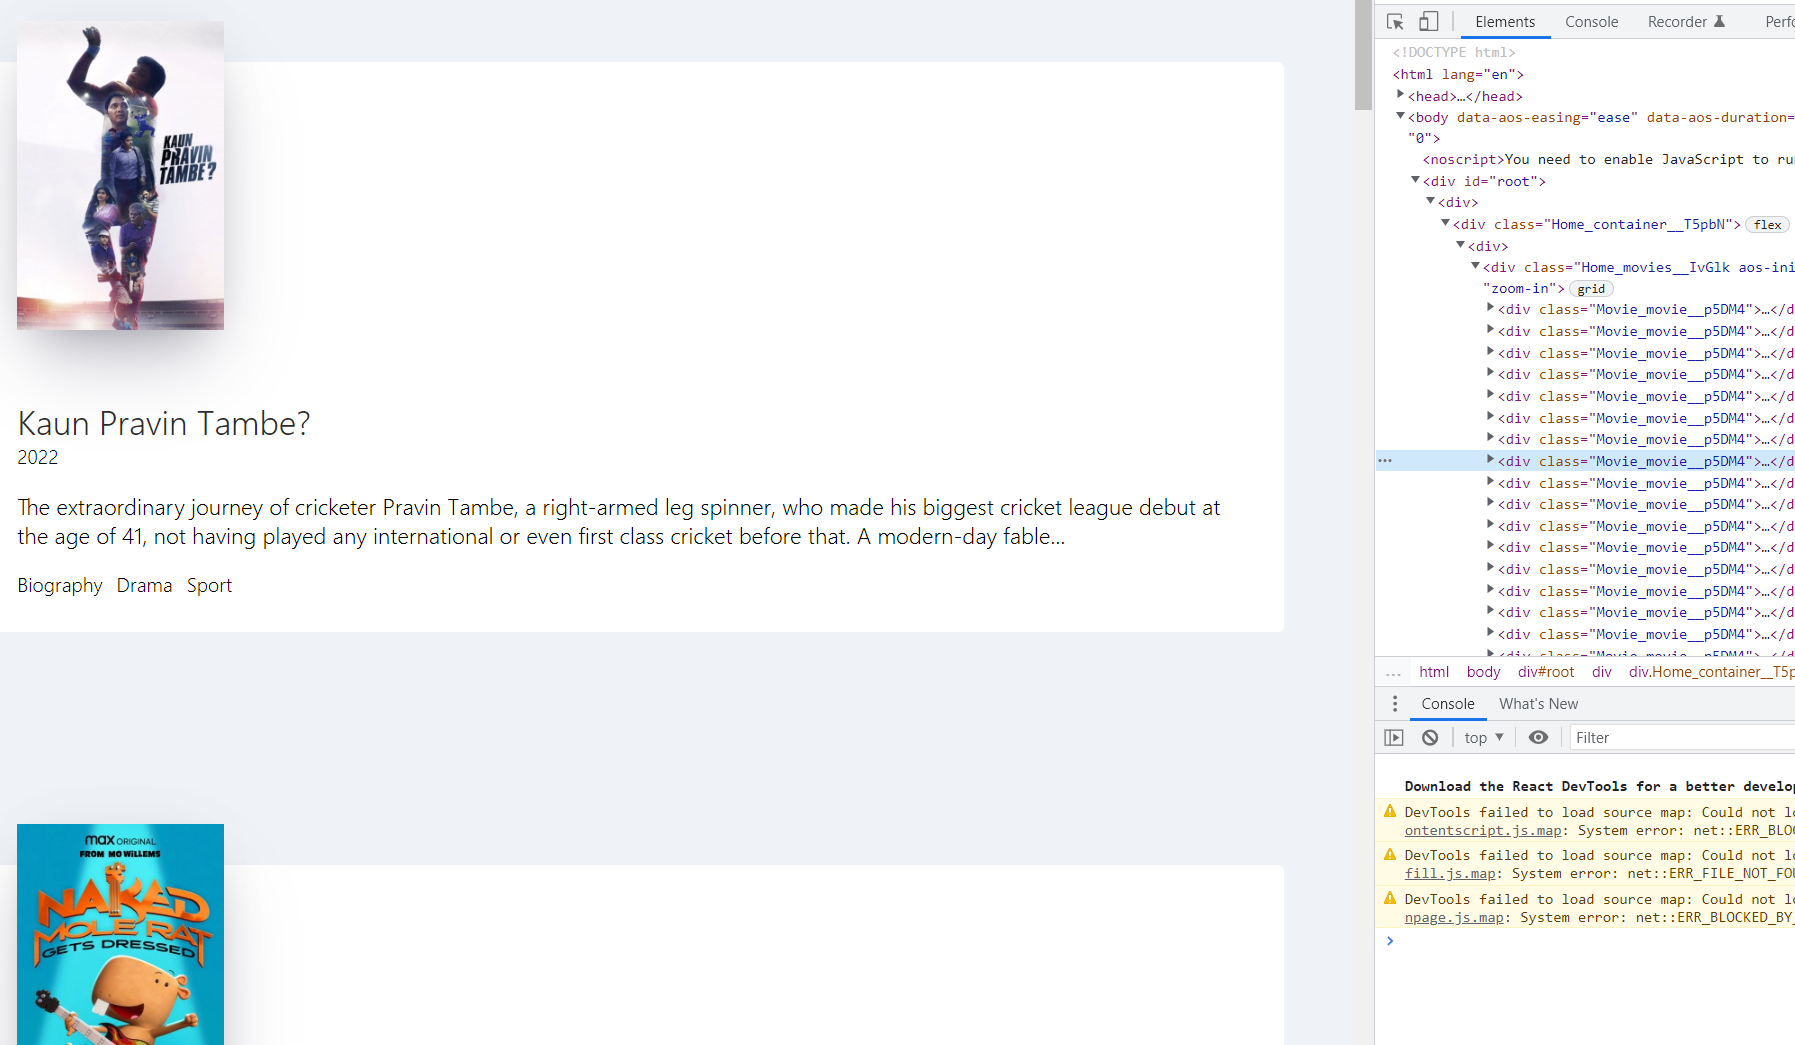 KAUN
PRAVIN
TAMBE?
Kaun Pravin Tambe?
2022
The extraordinary journey of cricketer Pravin Tambe, a right-armed leg spinner, who made his biggest cricket league debut at
the age of 41, not having played any international or even first class cricket before that. A modern-day fable...
Biography Drama Sport
max ORIGINAL
FROM MO WILLEMS
NAKED
MOLE RAT
GETS DRESSED
Elements Console Recorder Perfo
<!DOCTYPE html>
<html lang="en">
<head>…</head>
<body data-aos-easing="ease" data-aos-duration=
"0">
<noscript>You need to enable JavaScript to ru
<div id="root">
<div>
<div class="Home_container__T5pbN"> flex
<div>
<div class="Home_movies__IvGlk aos-ini
"zoom-in"> grid
<div class="Movie_movie__p5DM4">…</d
<div class="Movie_movie__p5DM4">…</d
<div class="Movie_movie__p5DM4">…</d
<div class="Movie_movie__p5DM4">…</d
<div class="Movie_movie__p5DM4">…</d
<div class="Movie_movie__p5DM4">…</d
<div class="Movie_movie__p5DM4">…</d
... <div class="Movie_movie__p5DM4">…</d
<div class="Movie_movie__p5DM4">…</d
<div class="Movie_movie__p5DM4">…</d
<div class="Movie_movie__p5DM4">…</d
<div class="Movie_movie__p5DM4">…</d
<div class="Movie_movie__p5DM4">…</d
<div class="Movie_movie__p5DM4">…</d
<div class="Movie_movie__p5DM4">…</d
<div class="Movie_movie__p5DM4">…</d
<div class="Movie_movie__p5DM4">…</d
... html body div#root div div.Home_container__T5p
Console What's New
top Filter
Download the React DevTools for a better develop
DevTools failed to load source map: Could not lo
ontentscript.js.map: System error: net::ERR_BLOC
DevTools failed to load source map: Could not lo
fill.js.map: System error: net::ERR_FILE_NOT_FOU
DevTools failed to load source map: Could not lo
npage.js.map: System error: net::ERR_BLOCKED_BY_